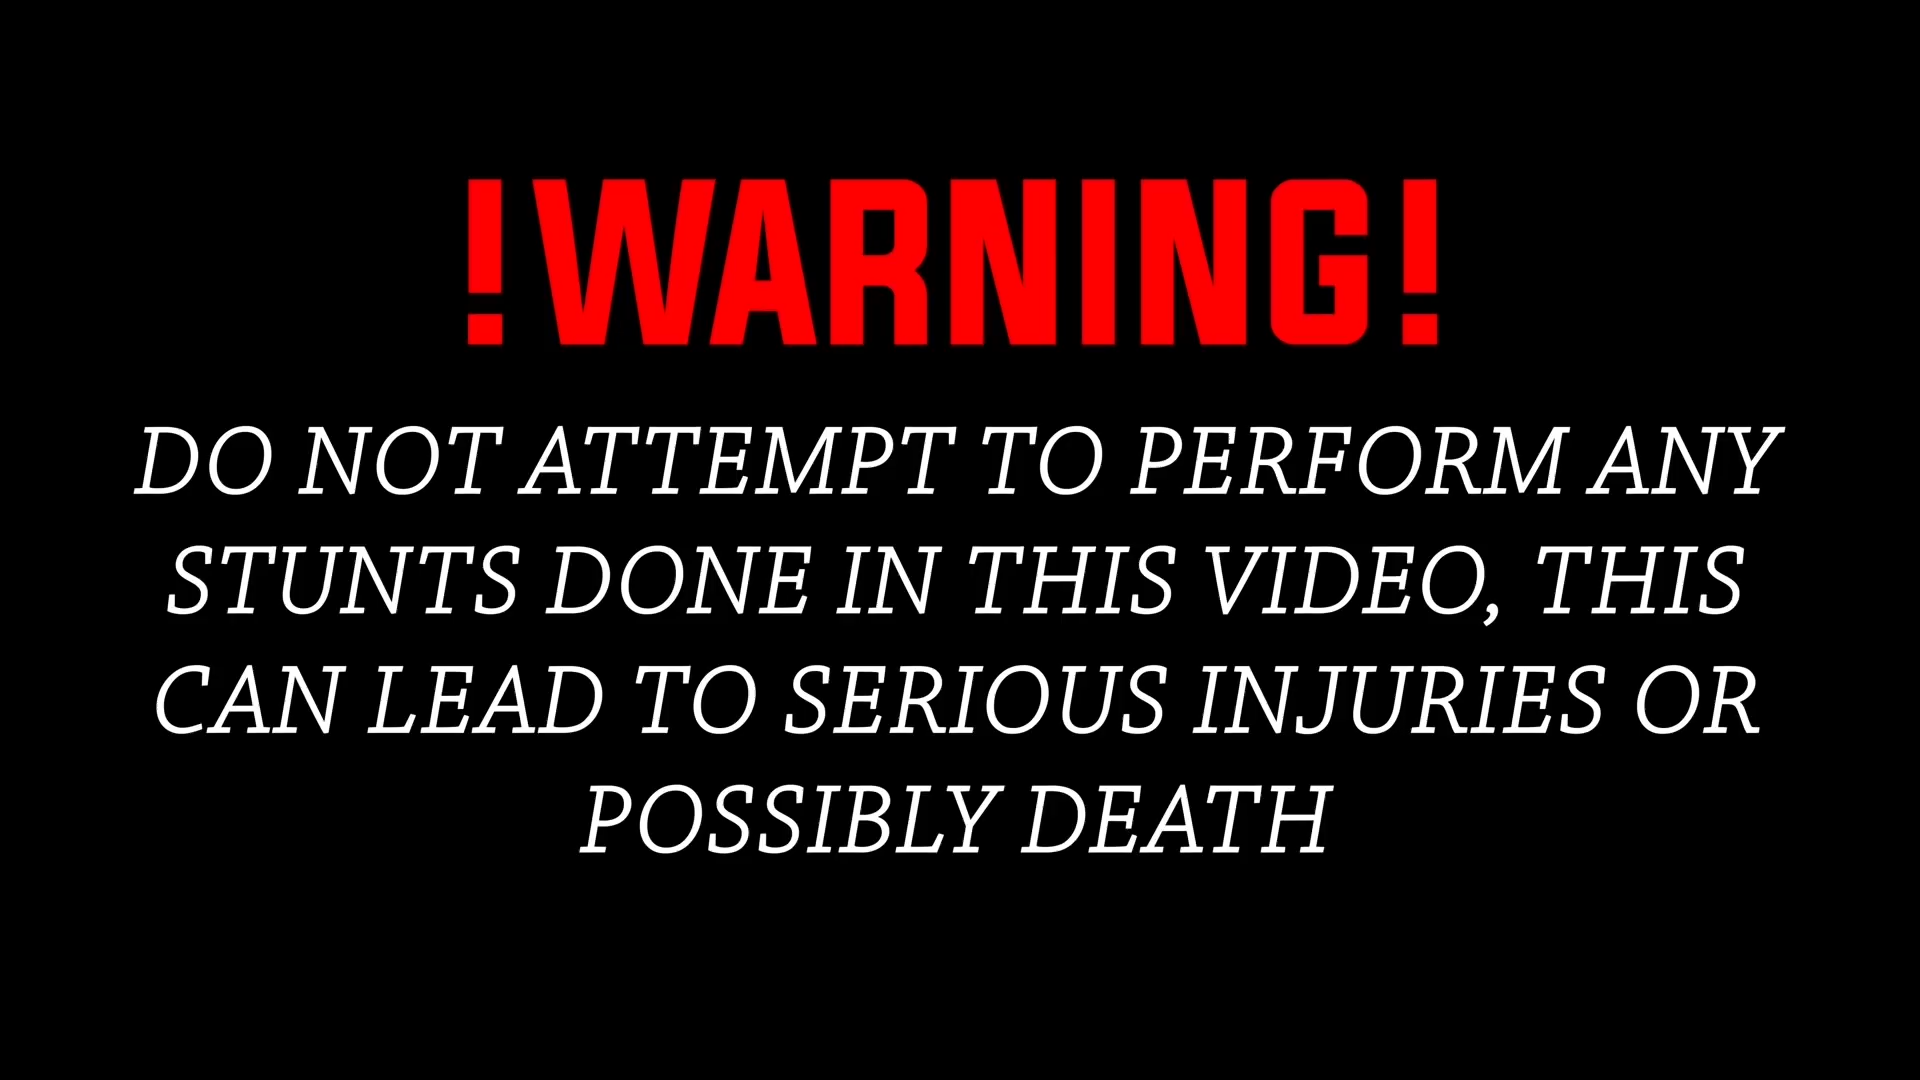 !WARNING!
DO NOT ATTEMPT TO PERFORM ANY
STUNTS DONE IN THIS VIDEO, THIS
CAN LEAD TO SERIOUS INJURIES OR
POSSIBLY DEATH